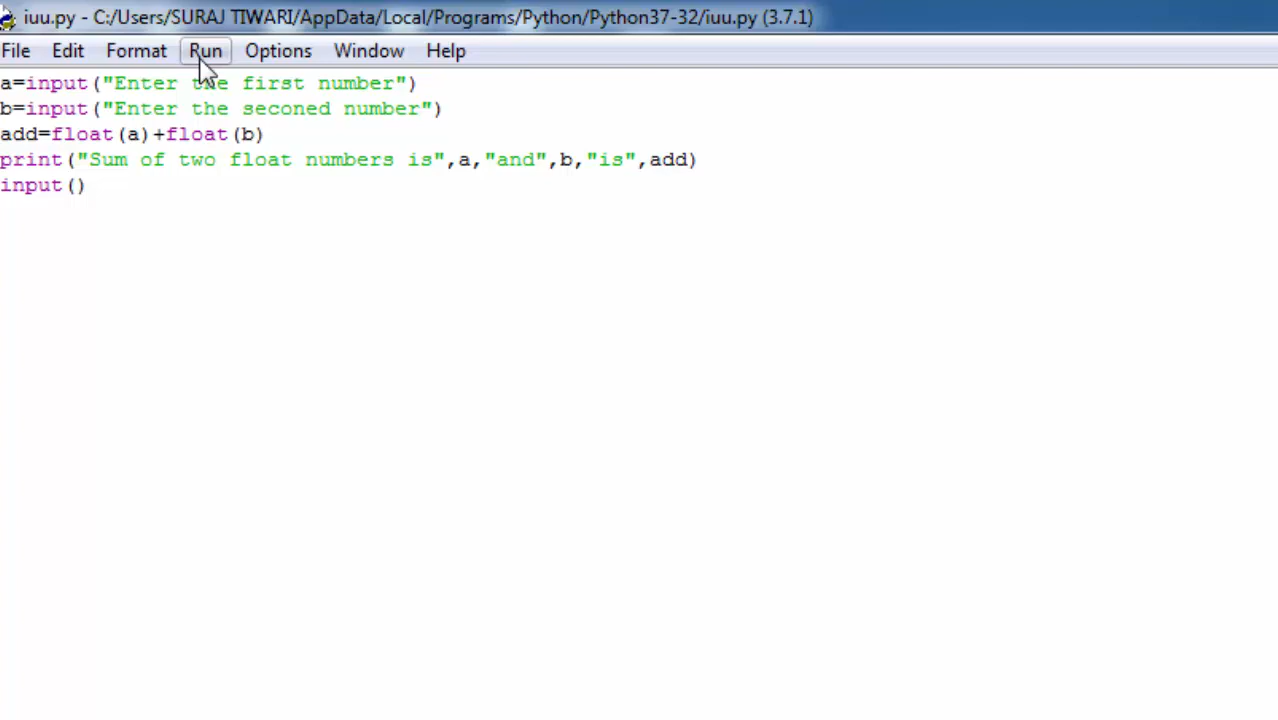 iuu.py - C:/Users/SURAJ TIWARI/AppData/Local/Programs/Python/Python37-32/iuu.py (3.7.1)
File Edit Format Run Options Window Help
a=input("Enter the first number")
b=input("Enter the seconed number")
add=float(a)+float(b)
print("Sum of two float numbers is",a,"and",b,"is",add)
input()